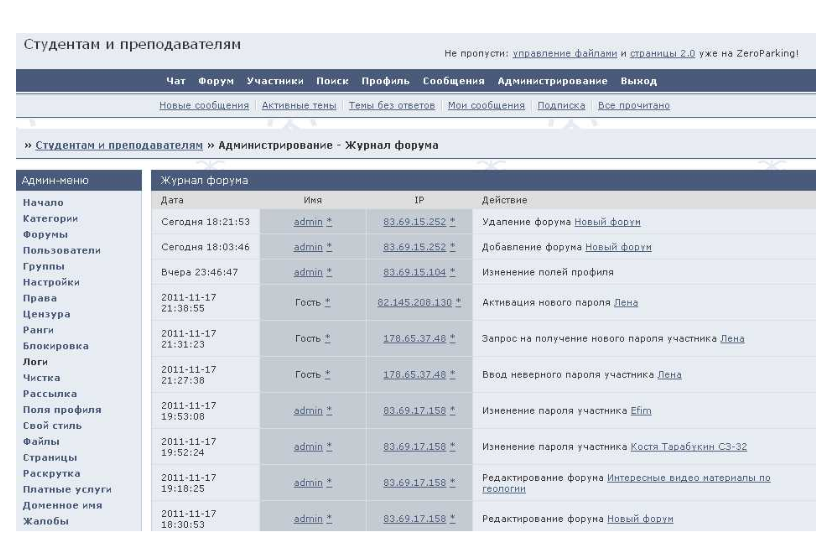 Студентам и преподавателям
Не пропусти: управление файлами и страницы 2.0 уже на ZeroParking!
Чат Форум Участники Поиск Профиль Сообщения Администрирование Выход
Новые сообщения Активные темы Темы без ответов Мои сообщения Подписка Все прочитано
» Студентам и преподавателям » Администрирование - Журнал форума
Админ-меню
Начало
Категории
Форумы
Пользователи
Группы
Настройки
Права
Цензура
Ранги
Блокировка
Логи
Чистка
Рассылка
Поля профиля
Свой стиль
Файлы
Страницы
Раскрутка
Платные услуги
Доменное имя
Жалобы
Журнал форума
Дата Имя IP Действие
Сегодня 18:21:53 admin * 83.69.15.252 * Удаление форума Новый форум
Сегодня 18:03:46 admin * 83.69.15.252 * Добавление форума Новый форум
Вчера 23:46:47 admin * 83.69.15.104 * Изменение полей профиля
2011-11-17
21:38:55 Гость * 82.145.208.130 * Активация нового пароля Лена
2011-11-17
21:31:23 Гость * 178.65.37.48 * Запрос на получение нового пароля участника Лена
2011-11-17
21:27:38 Гость * 178.65.37.48 * Ввод неверного пароля участника Лена
2011-11-17
19:53:08 admin * 83.69.17.158 * Изменение пароля участника Efim
2011-11-17
19:52:24 admin * 83.69.17.158 * Изменение пароля участника Костя Тарабукин СЗ-32
2011-11-17
19:18:25 admin * 83.69.17.158 * Редактирование форума Интересные видео материалы по
геологии
2011-11-17
18:30:53 admin * 83.69.17.158 * Редактирование форума Новый форум